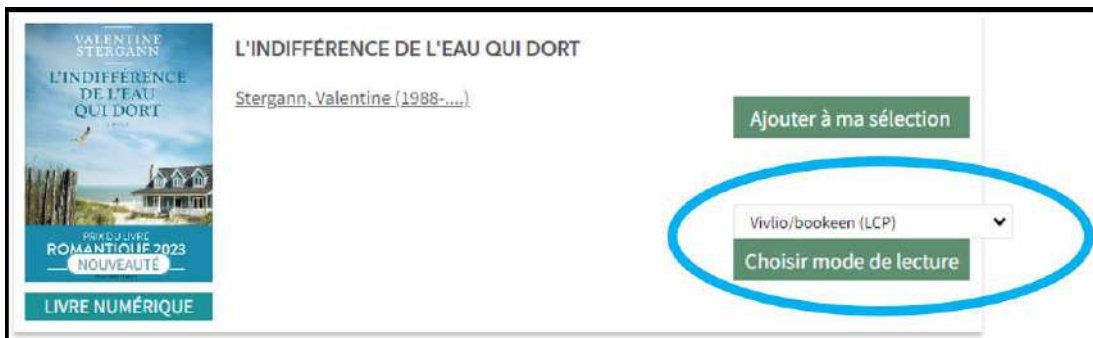 VALENTINE
STERGANN
L'INDIFFÉRENCE
DE L'EAU
QUI DORT
PRIX DU LIVRE
ROMANTIQUE 2023
NOUVEAUTÉ
LIVRE NUMÉRIQUE
L'INDIFFÉRENCE DE L'EAU QUI DORT
Stergann, Valentine (1988-....)
Ajouter à ma sélection
Vivlio/bookeen (LCP)
Choisir mode de lecture